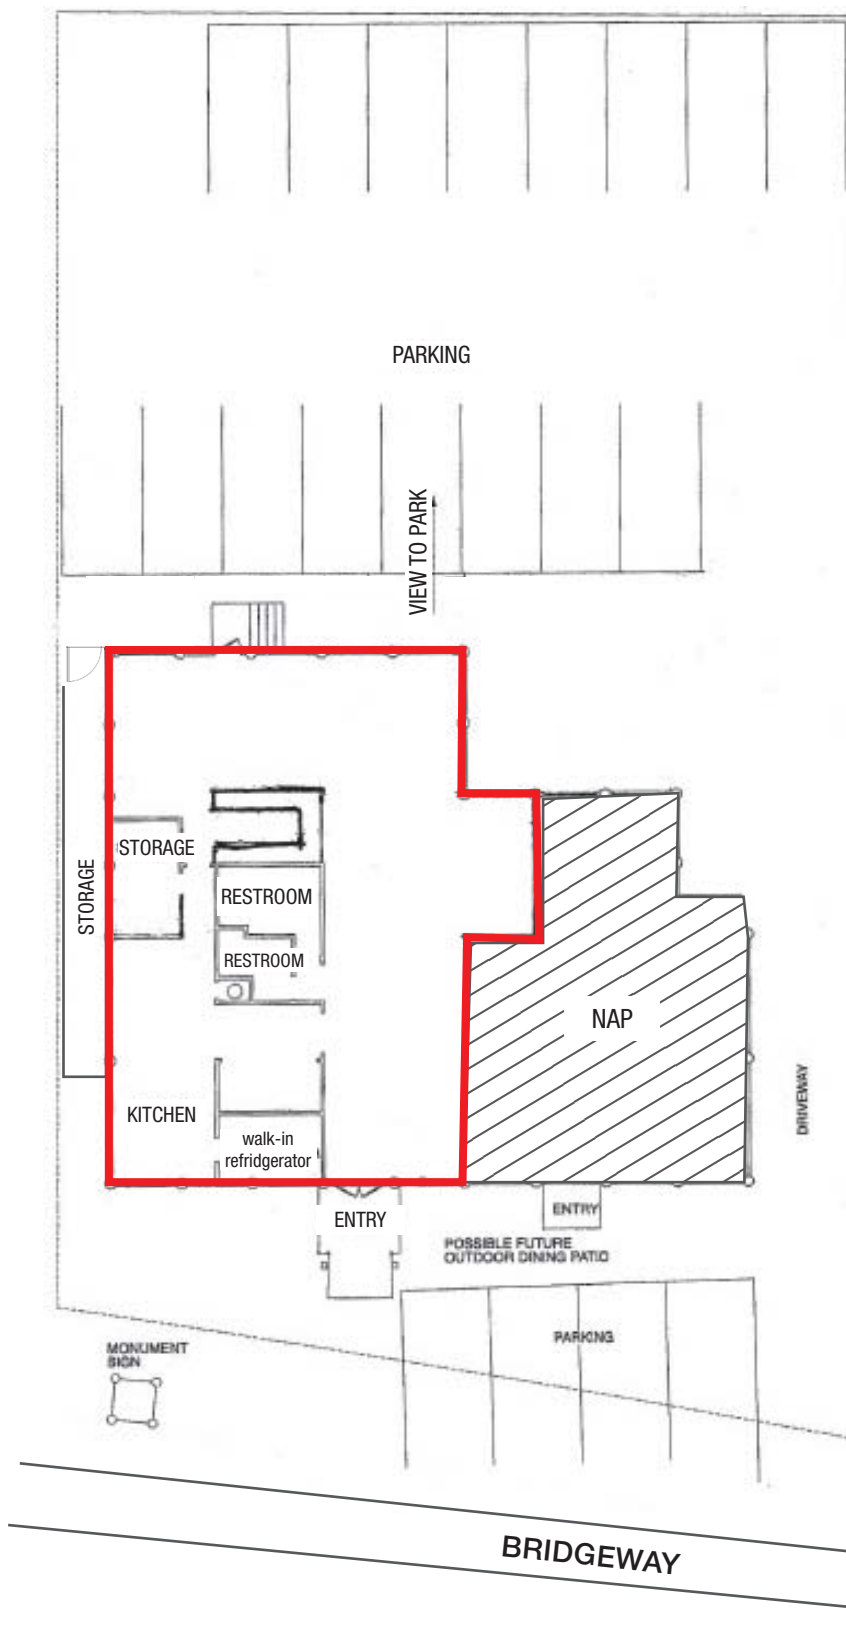 PARKING
VIEW TO PARK
STORAGE
STORAGE
RESTROOM
RESTROOM
NAP
KITCHEN
walk-in
refridgerator
DRIVEWAY
ENTRY
ENTRY
POSSIBLE FUTURE
OUTDOOR DINING PATIO
PARKING
MONUMENT
SIGN
BRIDGEWAY